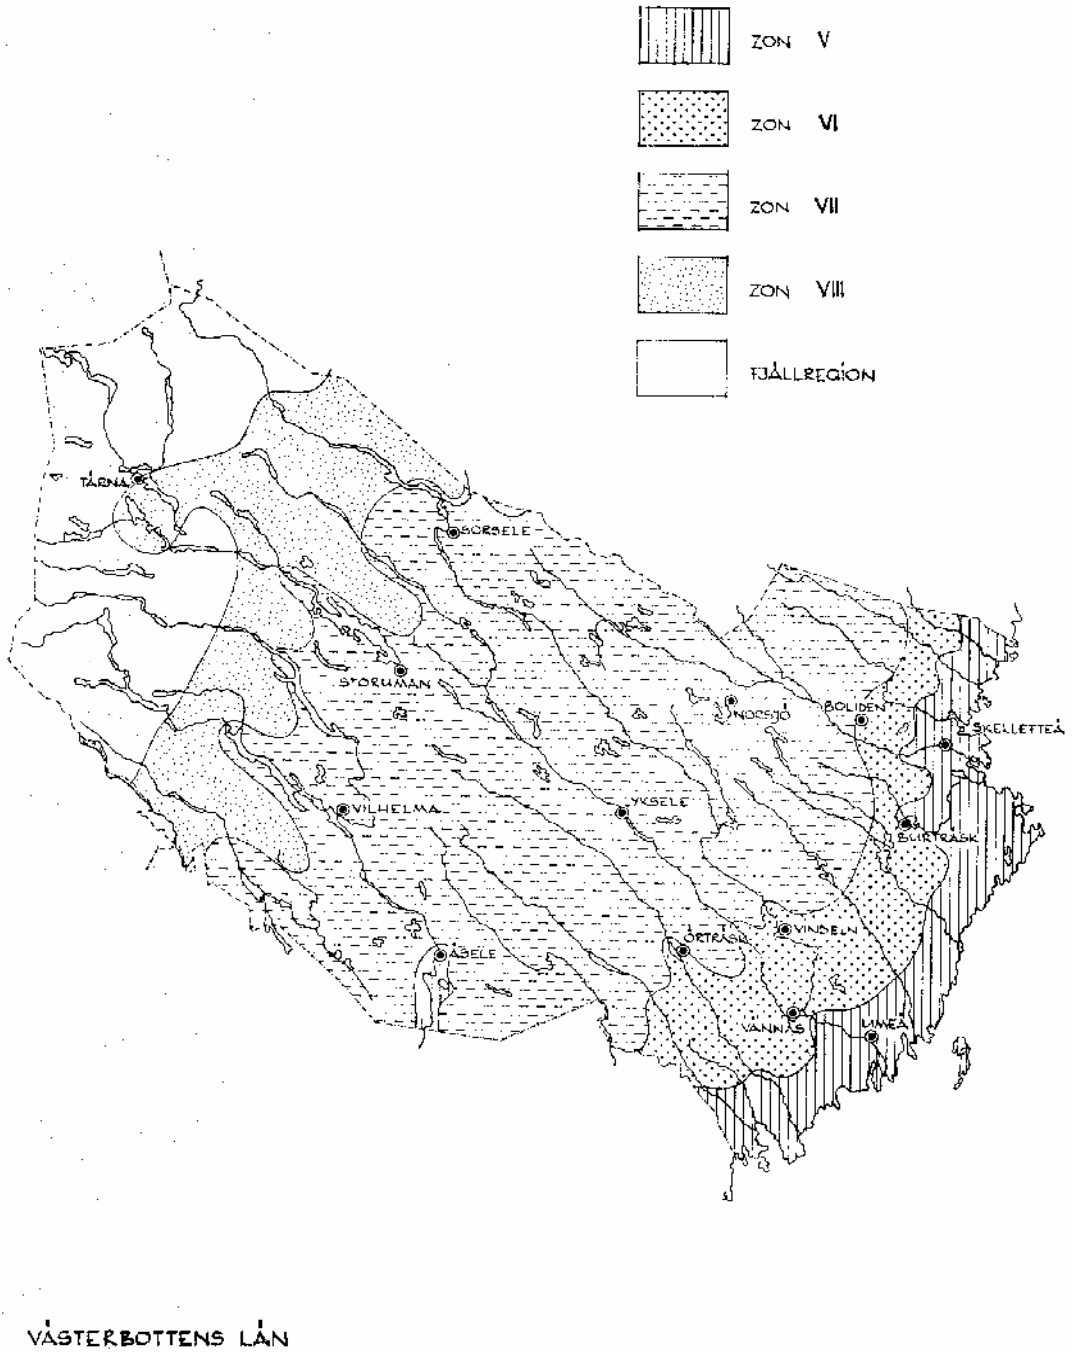 ZON V
ZON VI
ZON VII
ZON VIII
FJÄLLREGION
TÄRNA
SORSELE
STORUMAN
NORSJÖ
BOLIDEN
SKELLEFTEÅ
VILHELMA
YKSELE
BURTRÄSK
VINDELN
ÖRTRÄSK
ÅSELE
VÄNNÄS
UMEÅ
VÄSTERBOTTENS LÄN